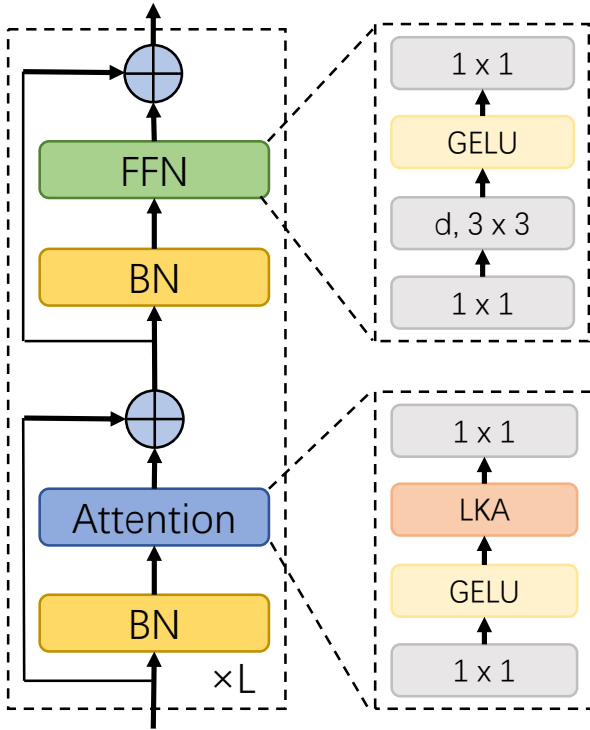 FFN
BN
Attention
BN
×L
1 x 1
GELU
d, 3 x 3
1 x 1
1 x 1
LKA
GELU
1 x 1